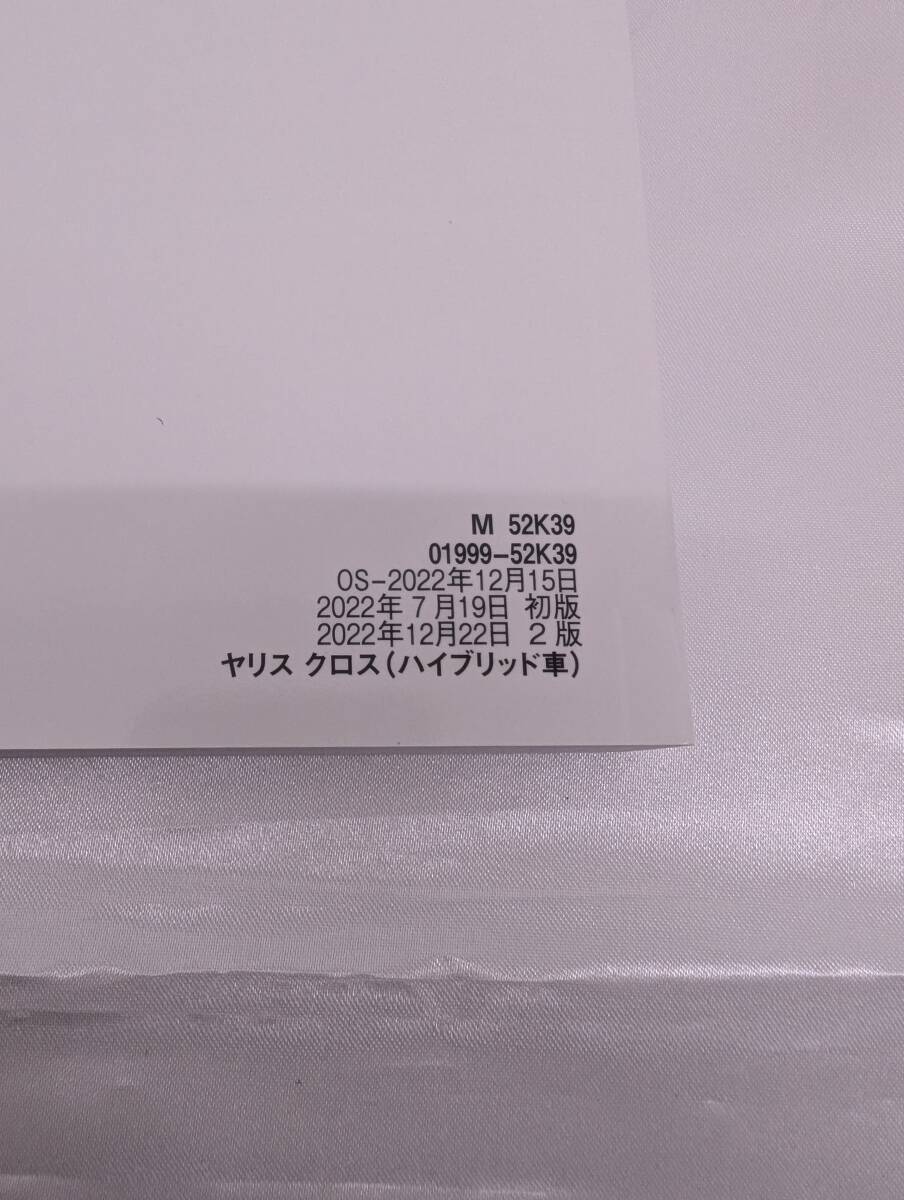 M 52K39
01999-52K39
OS-2022年12月15日
2022年 7月19日 初版
2022年12月22日 2版
ヤリス クロス(ハイブリッド車)